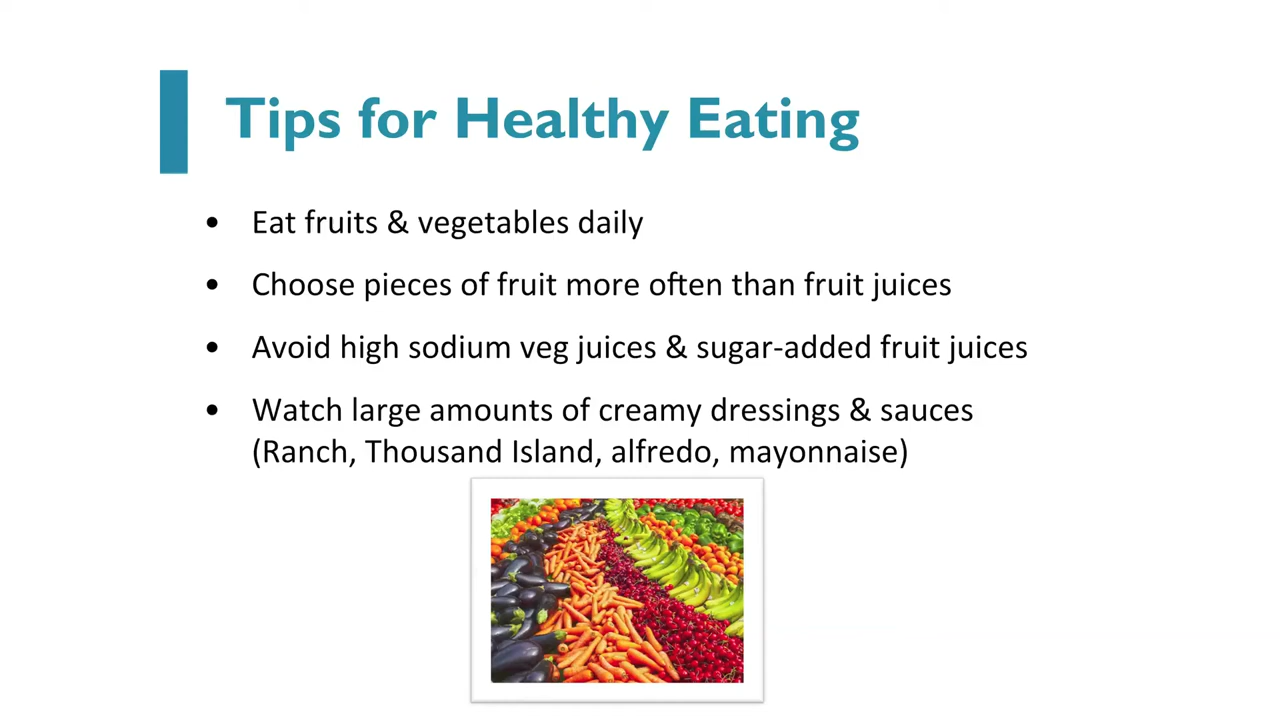 Tips for Healthy Eating
• Eat fruits & vegetables daily
• Choose pieces of fruit more often than fruit juices
• Avoid high sodium veg juices & sugar-added fruit juices
• Watch large amounts of creamy dressings & sauces
(Ranch, Thousand Island, alfredo, mayonnaise)